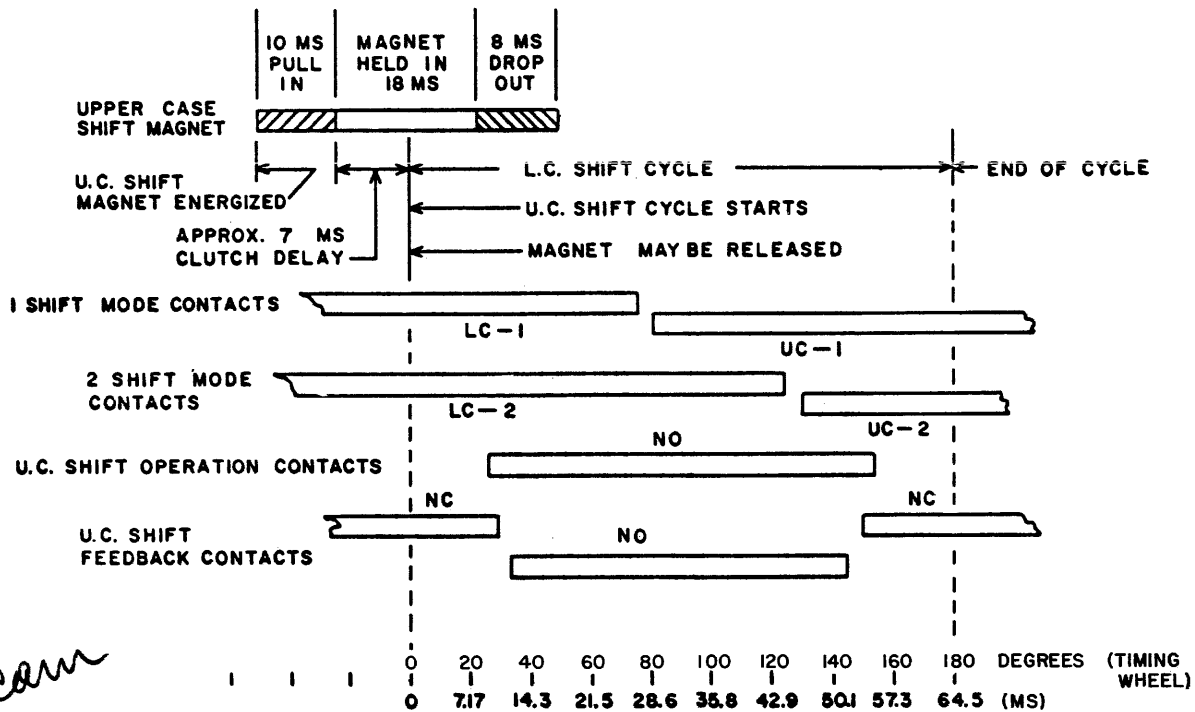 10 MS PULL IN
MAGNET HELD IN 18 MS
8 MS DROP OUT
UPPER CASE
SHIFT MAGNET
U.C. SHIFT
MAGNET ENERGIZED
L.C. SHIFT CYCLE
END OF CYCLE
U.C. SHIFT CYCLE STARTS
APPROX. 7 MS
CLUTCH DELAY
MAGNET MAY BE RELEASED
1 SHIFT MODE CONTACTS
LC-1
UC-1
2 SHIFT MODE
CONTACTS
LC-2
UC-2
NO
U.C. SHIFT OPERATION CONTACTS
NC
NC
U.C. SHIFT
FEEDBACK CONTACTS
NO
cam
0 20 40 60 80 100 120 140 160 180 DEGREES (TIMING
WHEEL)
0 7.17 14.3 21.5 28.6 35.8 42.9 50.1 57.3 64.5 (MS)